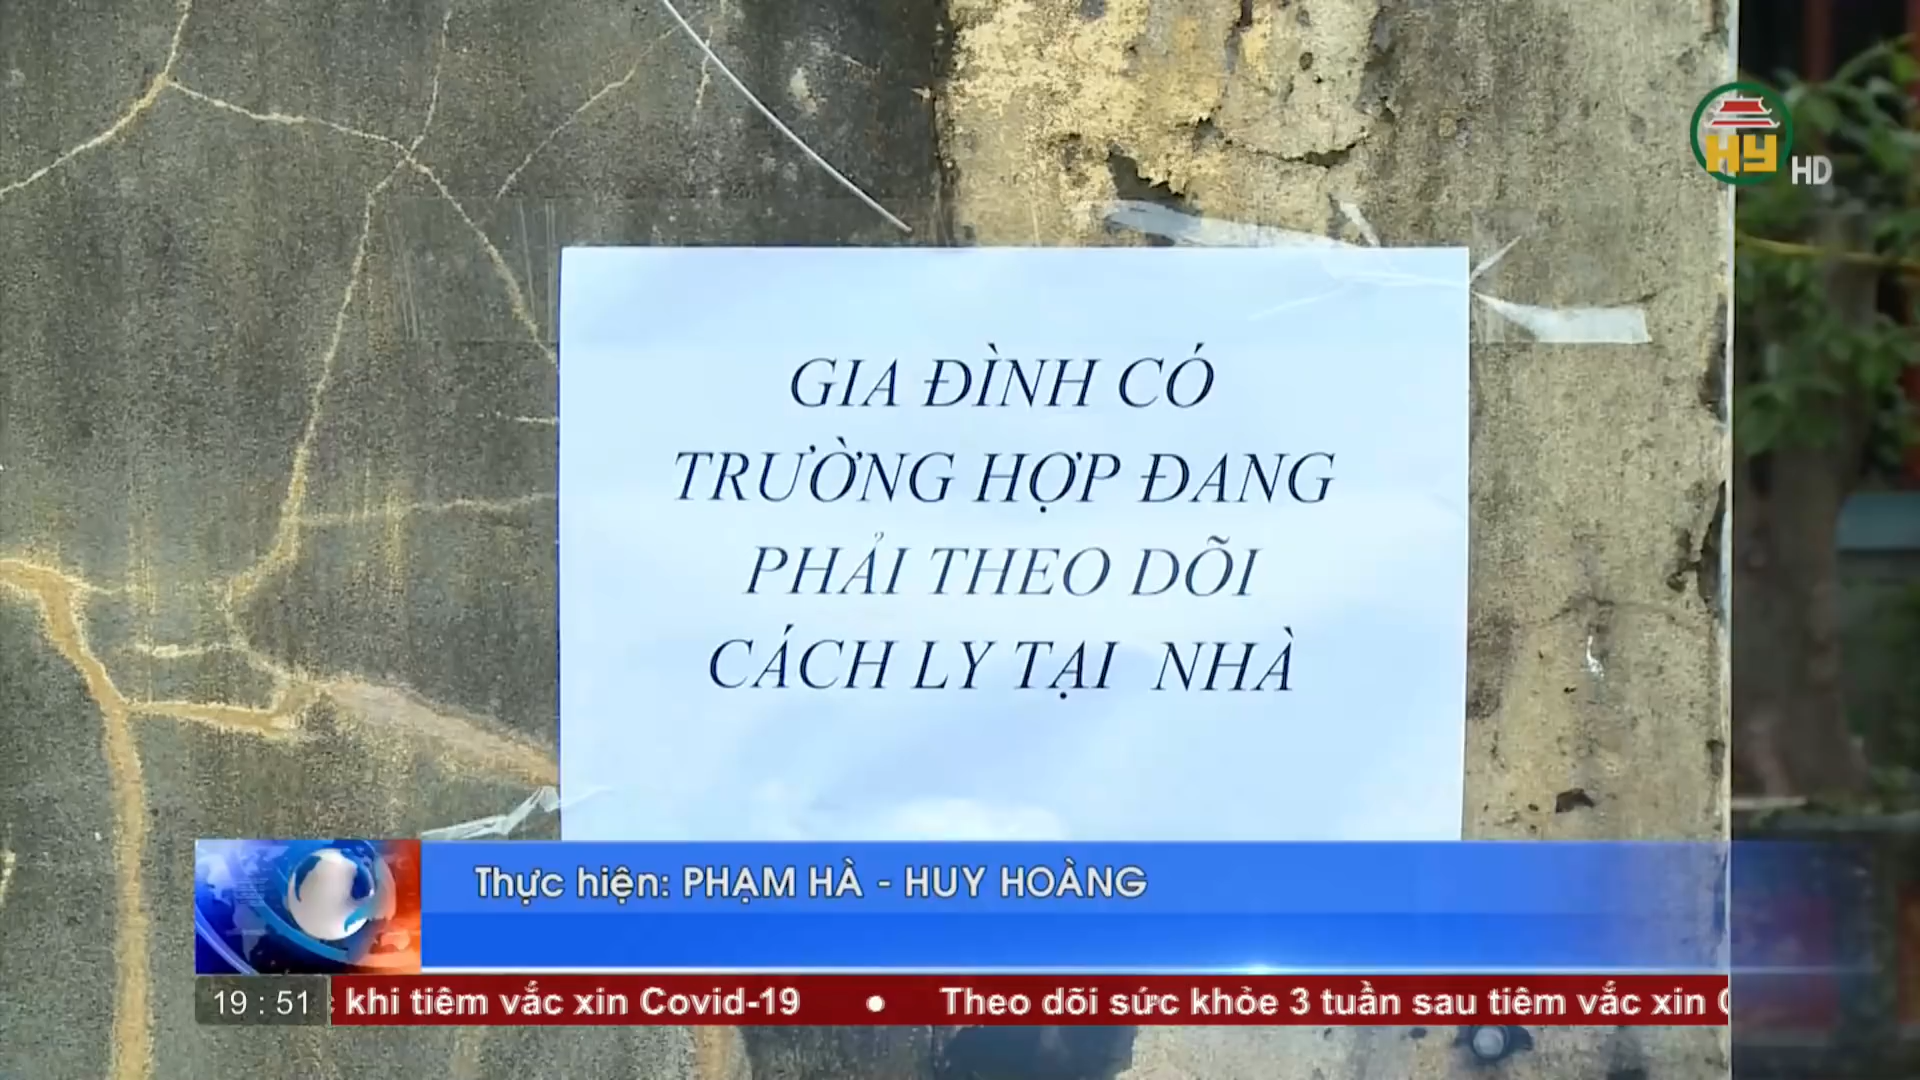 HY HD
GIA ĐÌNH CÓ
TRƯỜNG HỢP ĐANG
PHẢI THEO DÕI
CÁCH LY TẠI NHÀ
Thực hiện: PHẠM HÀ - HUY HOÀNG
19 : 51 khi tiêm vắc xin Covid-19 • Theo dõi sức khỏe 3 tuần sau tiêm vắc xin